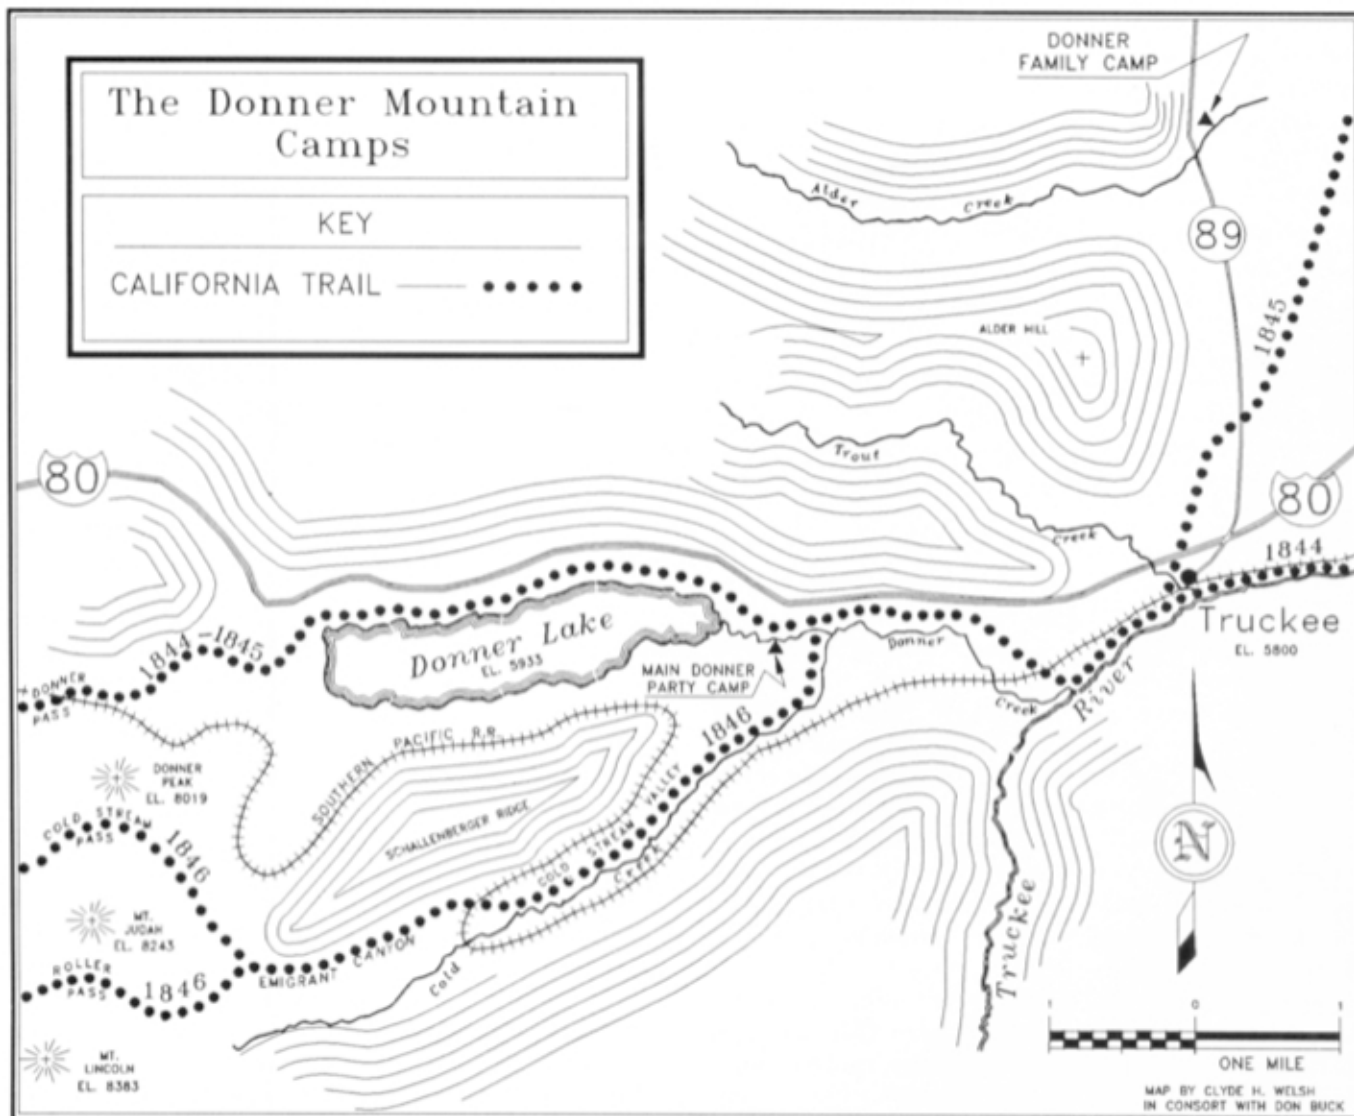 The Donner Mountain
Camps
KEY
CALIFORNIA TRAIL
DONNER
FAMILY CAMP
Alder Creek
89
ALDER HILL
1845
Trout Creek
80
80
1844
Truckee
EL. 5800
1844-1845
Donner Lake
EL. 5933
MAIN DONNER
PARTY CAMP
Donner Creek
River
DONNER
PASS
SOUTHERN PACIFIC R.R.
1846
DONNER
PEAK
EL. 8019
SCHALLENBERGER RIDGE
COLD STREAM VALLEY
COLD STREAM
PASS
1846
Cold Creek
MT.
JUDAH
EL. 8243
EMIGRANT CANYON
ROLLER
PASS
1846
Truckee
N
MT.
LINCOLN
EL. 8383
1 0 1
ONE MILE
MAP BY CLYDE H. WELSH
IN CONSORT WITH DON BUCK